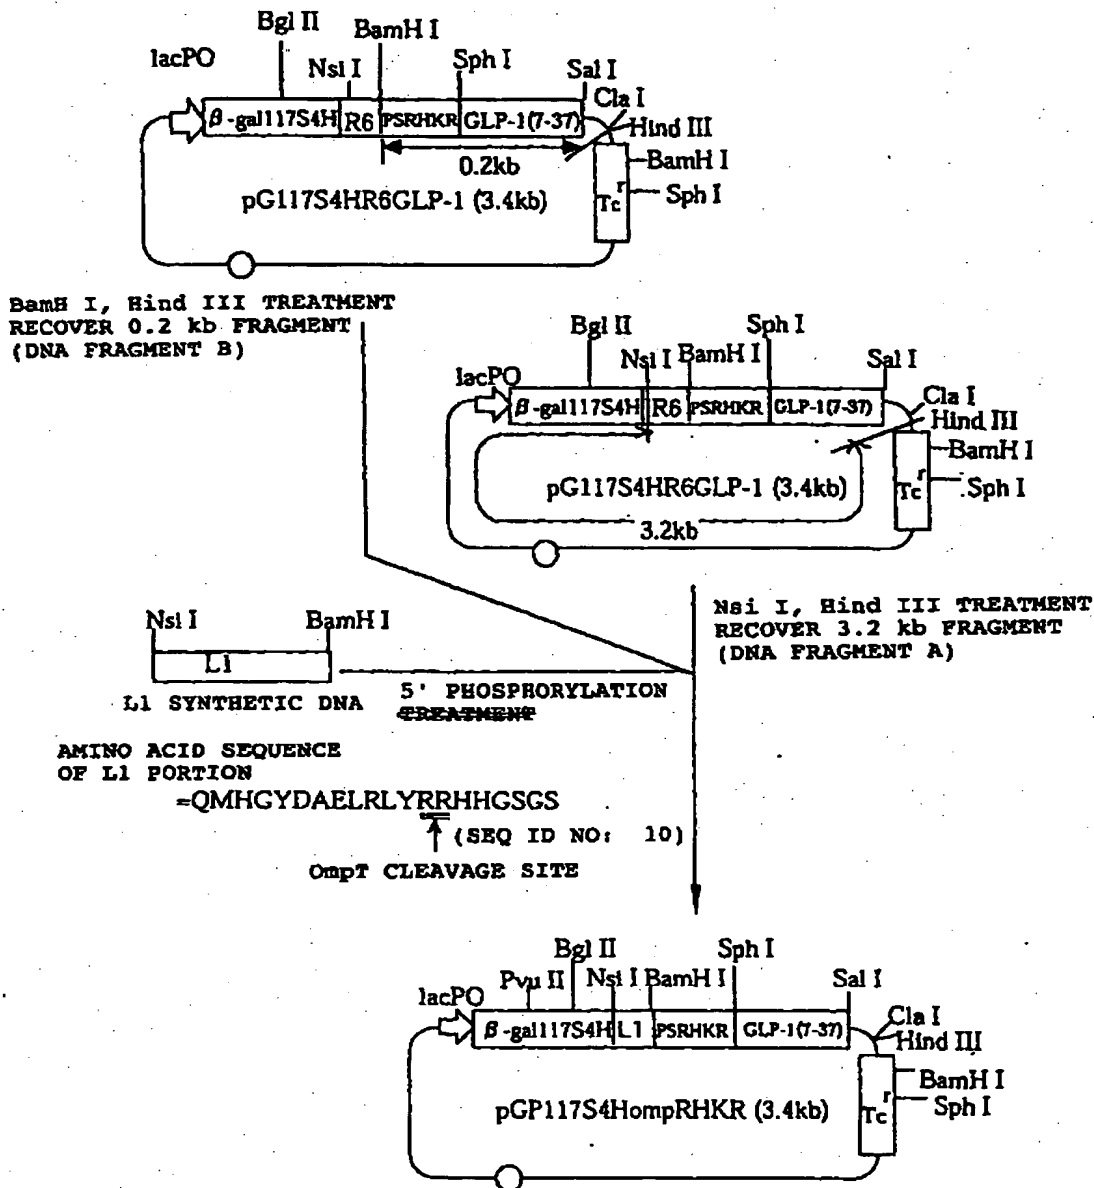 Bgl II
BamH I
lacPO
Nsi I
Sph I
Sal I
Cla I
β-gal117S4H R6 PSRHKR GLP-1(7-37)
Hind III
0.2kb
BamH I
pG117S4HR6GLP-1 (3.4kb)
Tc r
Sph I
BamH I, Hind III TREATMENT
RECOVER 0.2 kb FRAGMENT
(DNA FRAGMENT B)
Bgl II
Sph I
Nsi I
BamH I
Sal I
lacPO
β-gal117S4H R6 PSRHKR GLP-1(7-37)
Cla I
Hind III
BamH I
pG117S4HR6GLP-1 (3.4kb)
Tc r
Sph I
3.2kb
Nsi I, Hind III TREATMENT
RECOVER 3.2 kb FRAGMENT
(DNA FRAGMENT A)
Nsi I
BamH I
L1
L1 SYNTHETIC DNA
5' PHOSPHORYLATION
TREATMENT
AMINO ACID SEQUENCE
OF L1 PORTION
=QMHGYDAELRLYRRHHGSGS
(SEQ ID NO: 10)
OmpT CLEAVAGE SITE
Bgl II
Sph I
Pvu II
Nsi I
BamH I
Sal I
lacPO
β-gal117S4H L1 PSRHKR GLP-1(7-37)
Cla I
Hind III
BamH I
pGP117S4HompRHKR (3.4kb)
Tc r
Sph I